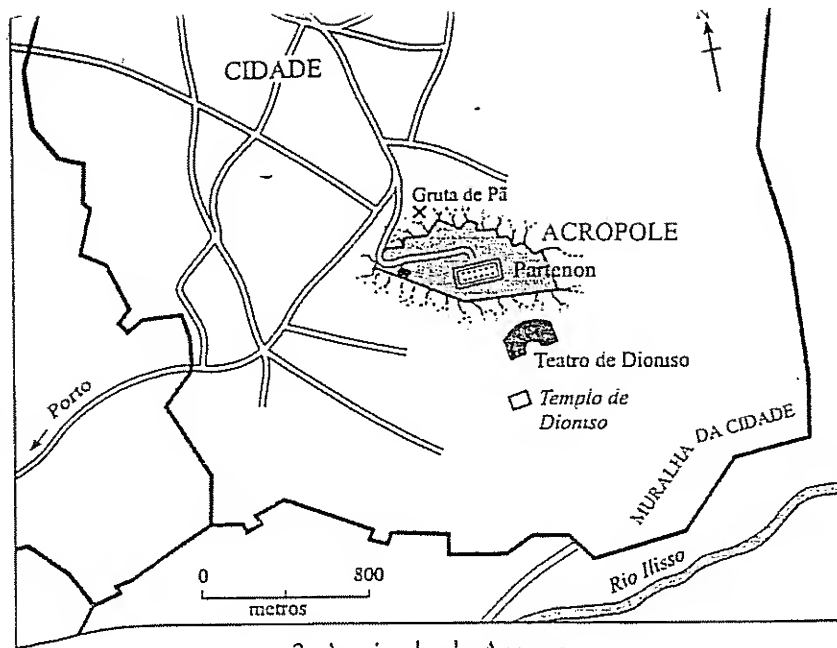 N
CIDADE
Gruta de Pã
ACROPOLE
Partenon
Teatro de Dioniso
Templo de
Dioniso
Porto
MURALHA DA CIDADE
Rio Ilisso
0 800
metros